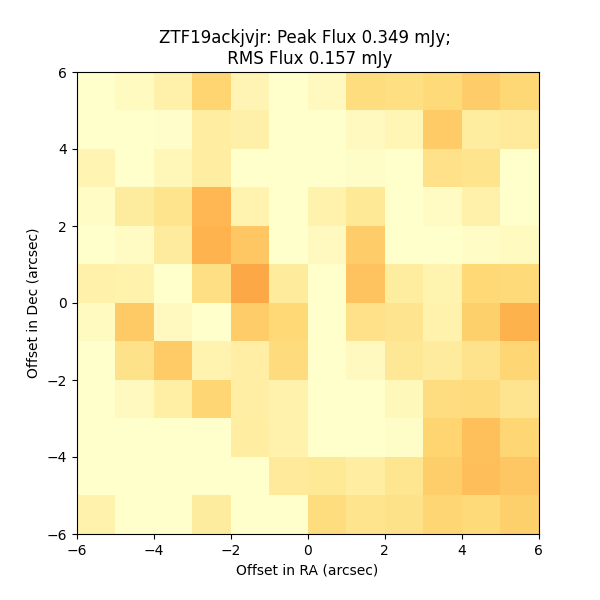 ZTF19ackjvjr: Peak Flux 0.349 mJy;
RMS Flux 0.157 mJy
6
4
2
0
−2
−4
−6
Offset in Dec (arcsec)
−6 −4 −2 0 2 4 6
Offset in RA (arcsec)